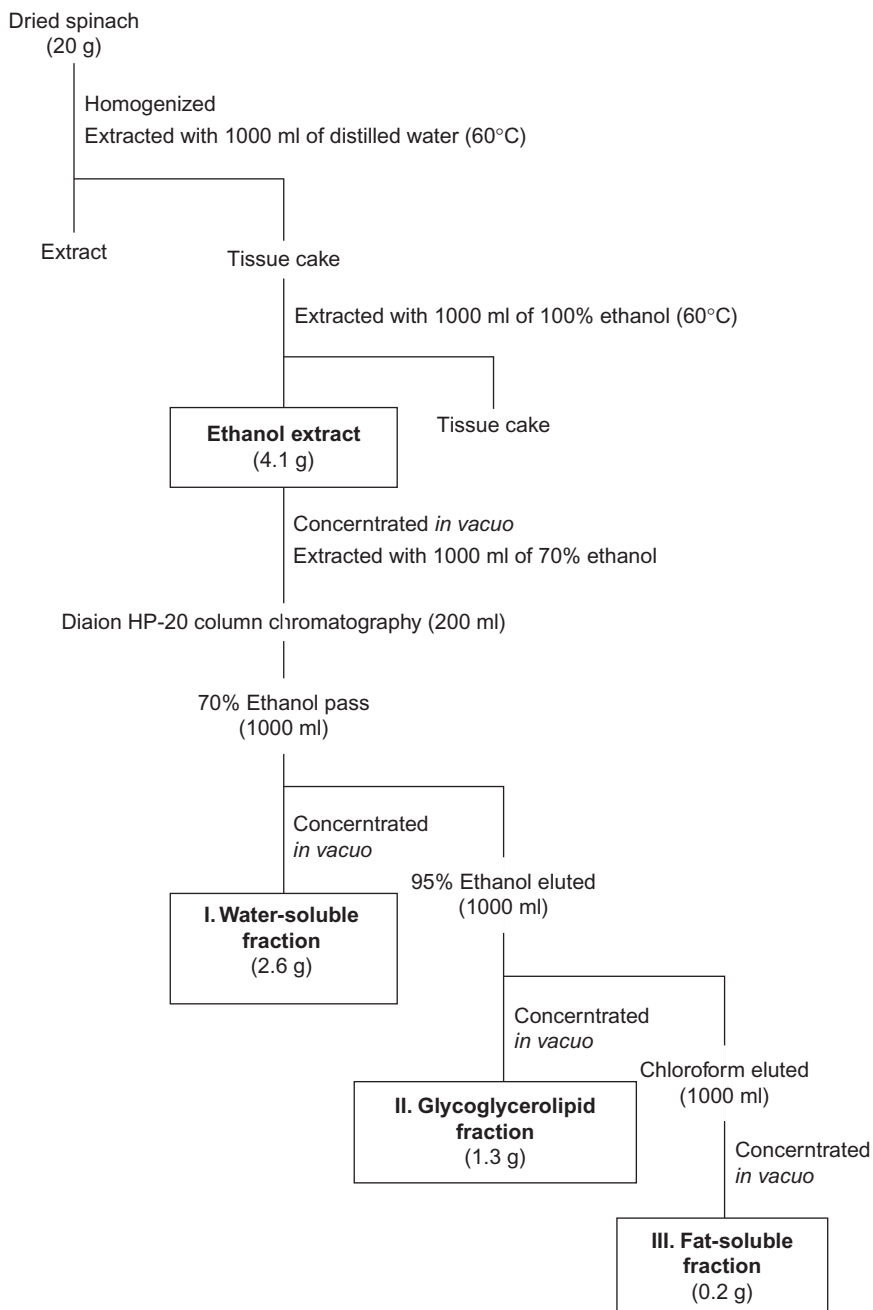 Dried spinach
(20 g)
Homogenized
Extracted with 1000 ml of distilled water (60°C)
Extract
Tissue cake
Extracted with 1000 ml of 100% ethanol (60°C)
Ethanol extract
(4.1 g)
Tissue cake
Concerntrated in vacuo
Extracted with 1000 ml of 70% ethanol
Diaion HP-20 column chromatography (200 ml)
70% Ethanol pass
(1000 ml)
Concerntrated
in vacuo
95% Ethanol eluted
(1000 ml)
I. Water-soluble
fraction
(2.6 g)
Concerntrated
in vacuo
Chloroform eluted
(1000 ml)
II. Glycoglycerolipid
fraction
(1.3 g)
Concerntrated
in vacuo
III. Fat-soluble
fraction
(0.2 g)